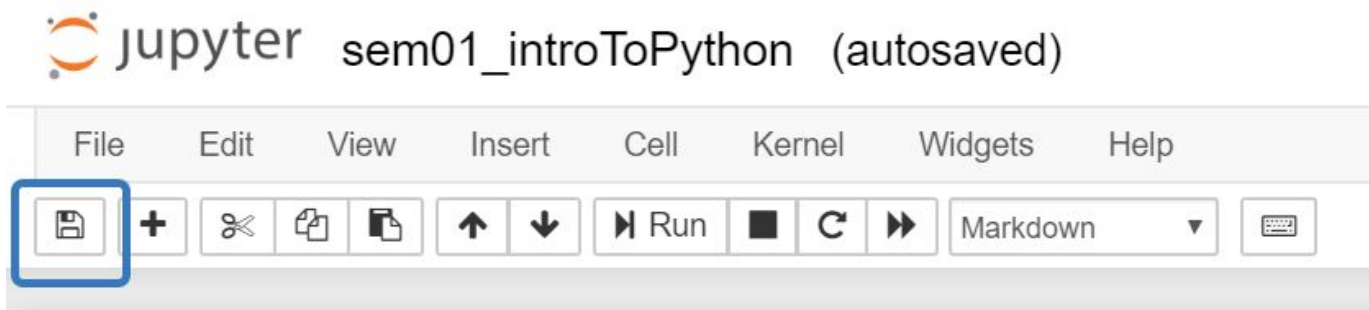 jupyter sem01_introToPython (autosaved)
File Edit View Insert Cell Kernel Widgets Help
Run Markdown